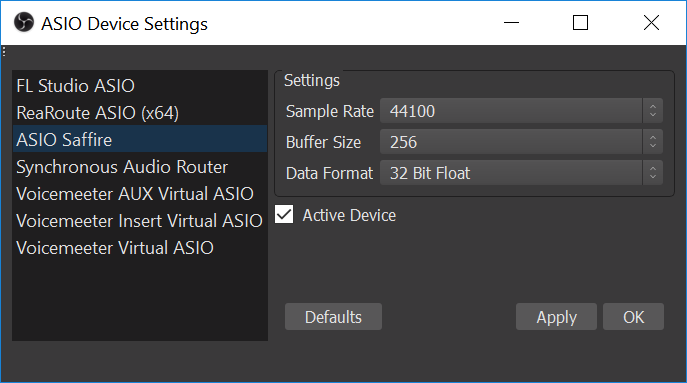 ASIO Device Settings
FL Studio ASIO
ReaRoute ASIO (x64)
ASIO Saffire
Synchronous Audio Router
Voicemeeter AUX Virtual ASIO
Voicemeeter Insert Virtual ASIO
Voicemeeter Virtual ASIO
Settings
Sample Rate 44100
Buffer Size 256
Data Format 32 Bit Float
Active Device
Defaults Apply OK